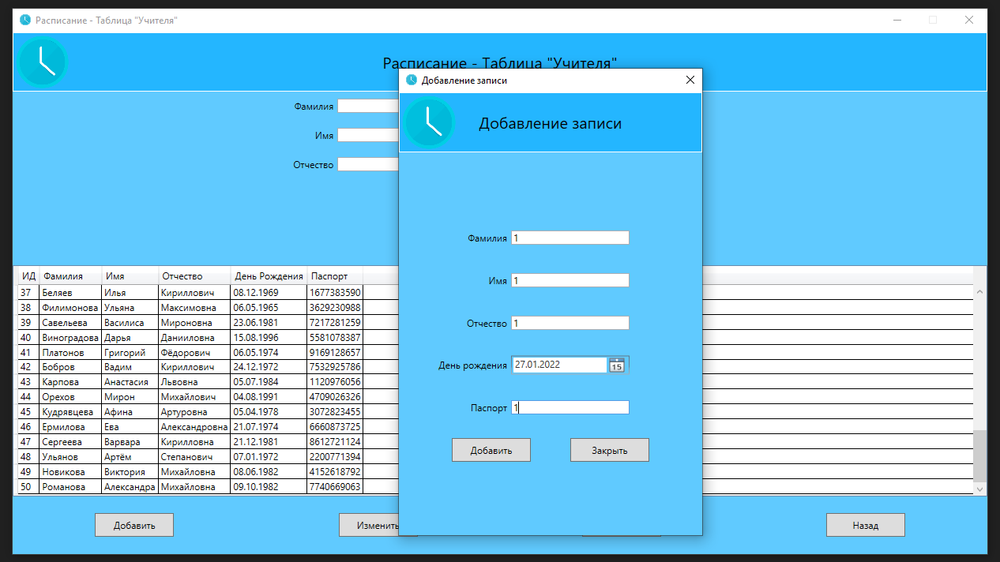 Расписание - Таблица "Учителя"
Расписание - Таблица "Учителя"
Фамилия
Имя
Отчество
Добавление записи
Добавление записи
Фамилия 1
Имя 1
Отчество 1
День рождения 27.01.2022 15
Паспорт 1
Добавить Закрыть
ИД Фамилия Имя Отчество День Рождения Паспорт
37 Беляев Илья Кириллович 08.12.1969 1677383590
38 Филимонова Ульяна Максимовна 06.05.1965 3629230988
39 Савельева Василиса Мироновна 23.06.1981 7217281259
40 Виноградова Дарья Данииловна 15.08.1996 5581078387
41 Платонов Григорий Фёдорович 06.05.1974 9169128657
42 Бобров Вадим Кириллович 24.12.1972 7532925786
43 Карпова Анастасия Львовна 05.07.1984 1120976056
44 Орехов Мирон Михайлович 04.08.1991 4709026326
45 Кудрявцева Афина Артуровна 05.04.1978 3072823455
46 Ермилова Ева Александровна 21.07.1974 6660873725
47 Сергеева Варвара Кирилловна 21.12.1981 8612721124
48 Ульянов Артём Степанович 07.01.1972 2200771394
49 Новикова Виктория Михайловна 08.06.1982 4152618792
50 Романова Александра Михайловна 09.10.1982 7740669063
Добавить Изменить Назад